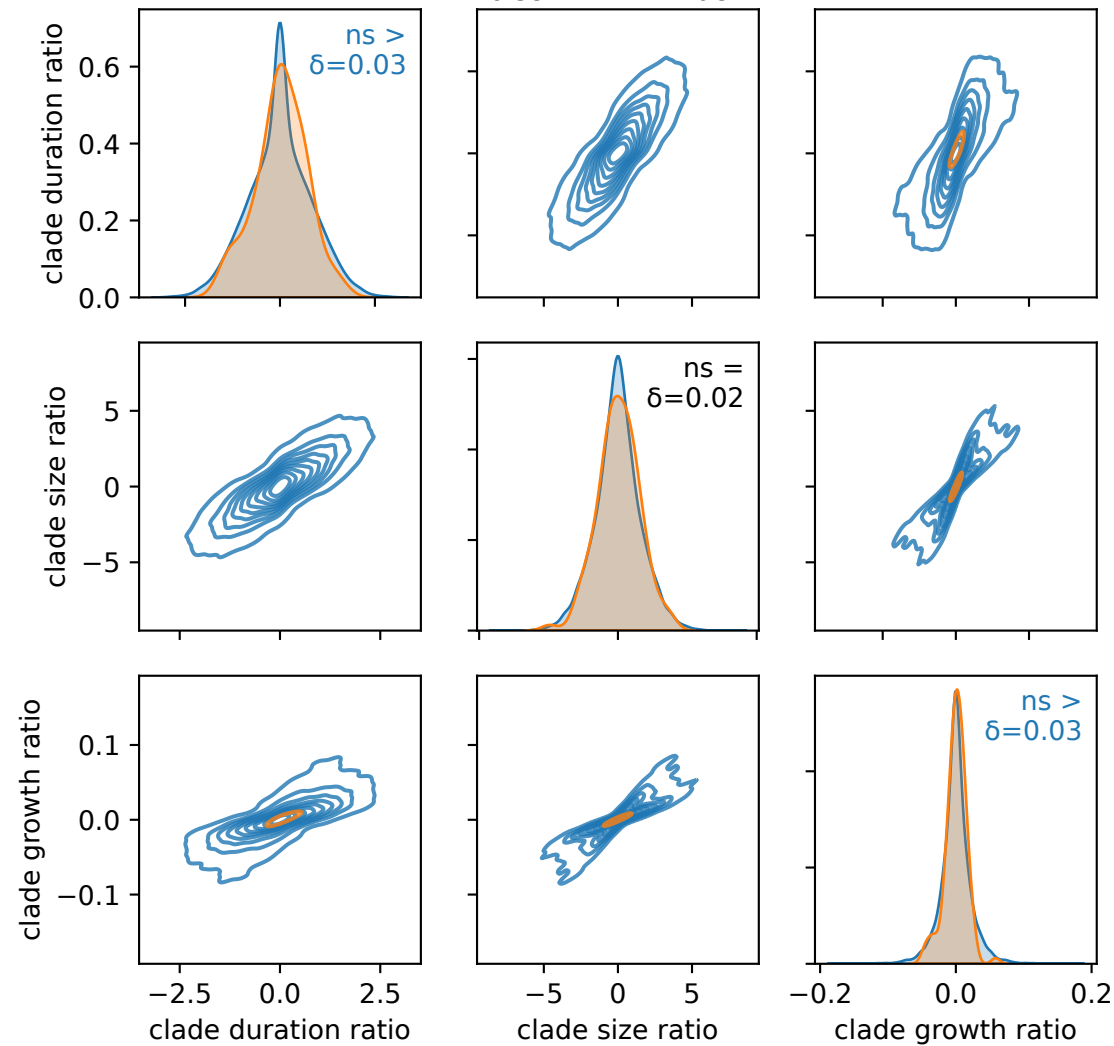 clade duration ratio
0.6
0.4
0.2
0.0
ns >
δ=0.03
clade size ratio
5
0
−5
ns =
δ=0.02
clade growth ratio
0.1
0.0
−0.1
ns >
δ=0.03
−2.5 0.0 2.5
−5 0 5
−0.2 0.0 0.2
clade duration ratio
clade size ratio
clade growth ratio